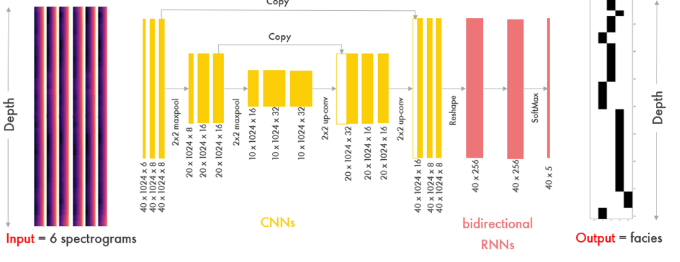 Copy
Copy
Depth
2x2 maxpool
2x2 maxpool
2x2 up-conv
2x2 up-conv
Reshape
SoftMax
Depth
40 x 1024 x 6
40 x 1024 x 8
40 x 1024 x 8
20 x 1024 x 8
20 x 1024 x 16
20 x 1024 x 16
10 x 1024 x 16
10 x 1024 x 32
10 x 1024 x 32
20 x 1024 x 32
20 x 1024 x 16
20 x 1024 x 16
40 x 1024 x 16
40 x 1024 x 8
40 x 1024 x 8
40 x 256
40 x 256
40 x 5
Input = 6 spectrograms
CNNs
bidirectional
RNNs
Output = facies